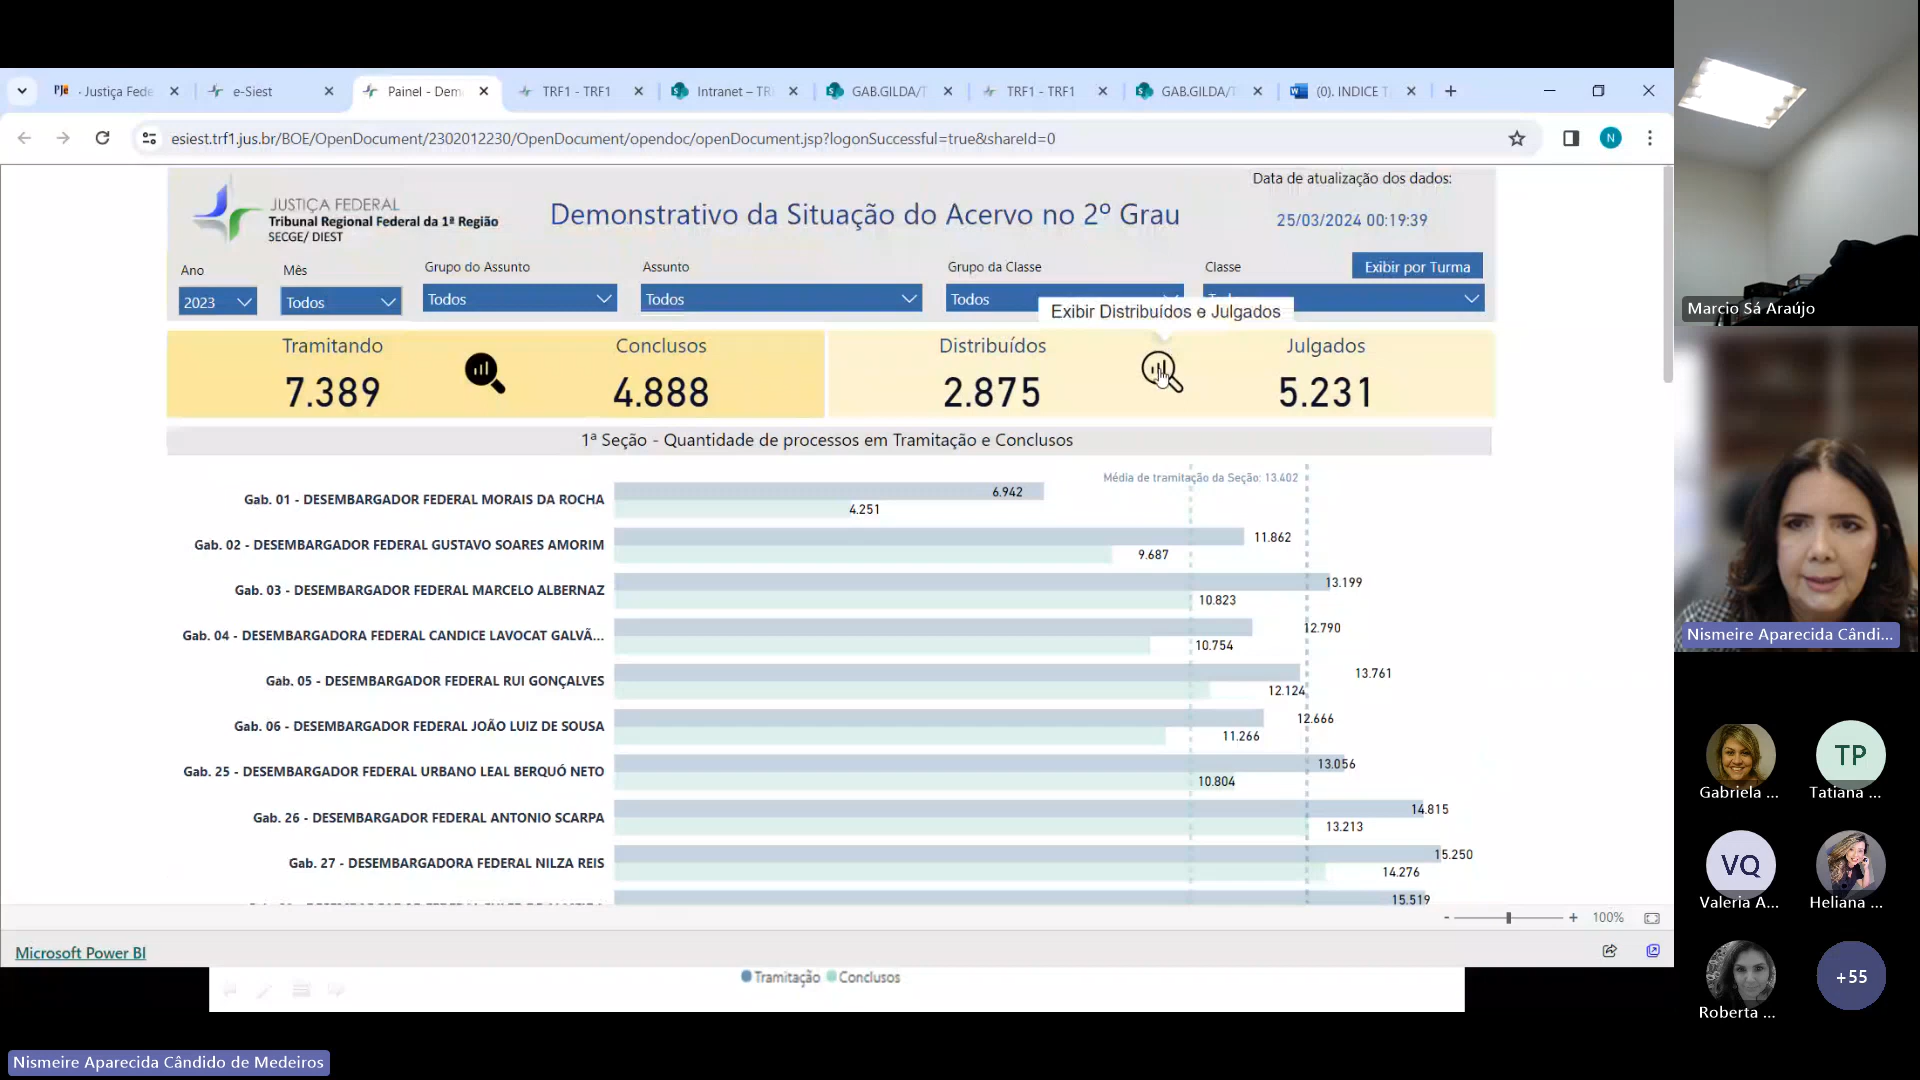 PJe · Justiça Fede
e-Siest
Painel - Dem
TRF1 - TRF1
Intranet – TR
GAB.GILDA/T
TRF1 - TRF1
GAB.GILDA/T
(0). INDICE T
esiest.trf1.jus.br/BOE/OpenDocument/2302012230/OpenDocument/opendoc/openDocument.jsp?logonSuccessful=true&shareId=0
N
JUSTIÇA FEDERAL
Tribunal Regional Federal da 1ª Região
SECGE/ DIEST
Demonstrativo da Situação do Acervo no 2º Grau
Data de atualização dos dados:
25/03/2024 00:19:39
Ano
Mês
Grupo do Assunto
Assunto
Grupo da Classe
Classe
Exibir por Turma
2023
Todos
Todos
Todos
Todos
Exibir Distribuídos e Julgados
Tramitando
7.389
Conclusos
4.888
Distribuídos
2.875
Julgados
5.231
1ª Seção - Quantidade de processos em Tramitação e Conclusos
Média de tramitação da Seção: 13.402
Gab. 01 - DESEMBARGADOR FEDERAL MORAIS DA ROCHA
6.942
4.251
Gab. 02 - DESEMBARGADOR FEDERAL GUSTAVO SOARES AMORIM
11.862
9.687
Gab. 03 - DESEMBARGADOR FEDERAL MARCELO ALBERNAZ
13.199
10.823
Gab. 04 - DESEMBARGADORA FEDERAL CANDICE LAVOCAT GALVÃ...
12.790
10.754
Gab. 05 - DESEMBARGADOR FEDERAL RUI GONÇALVES
13.761
12.124
Gab. 06 - DESEMBARGADOR FEDERAL JOÃO LUIZ DE SOUSA
12.666
11.266
Gab. 25 - DESEMBARGADOR FEDERAL URBANO LEAL BERQUÓ NETO
13.056
10.804
Gab. 26 - DESEMBARGADOR FEDERAL ANTONIO SCARPA
14.815
13.213
Gab. 27 - DESEMBARGADORA FEDERAL NILZA REIS
15.250
14.276
15.519
- + 100%
Microsoft Power BI
Tramitação Conclusos
Nismeire Aparecida Cândido de Medeiros
Marcio Sá Araújo
Nismeire Aparecida Cândi...
Gabriela ...
TP
Tatiana ...
VQ
Valeria A...
Heliana ...
Roberta ...
+55